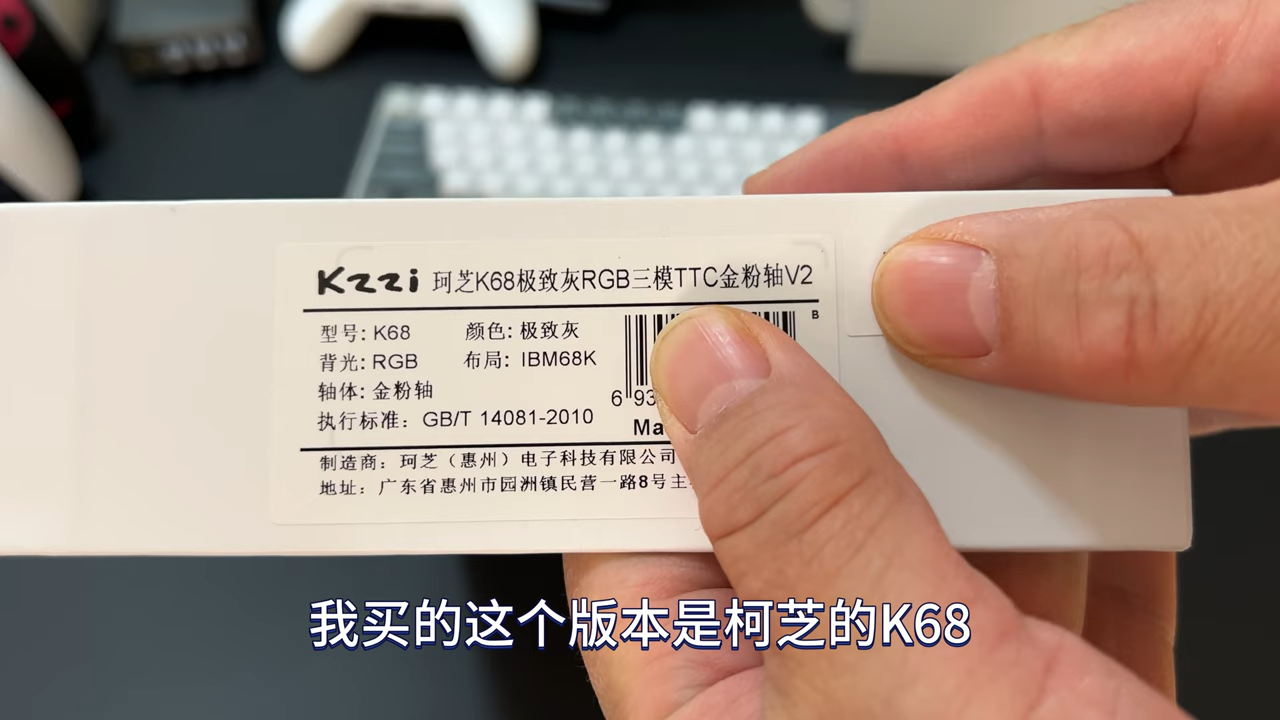 Kzzi 珂芝K68极致灰RGB三模TTC金粉轴V2
型号: K68 颜色: 极致灰
背光: RGB 布局: IBM68K
轴体: 金粉轴
执行标准: GB/T 14081-2010
B
6 93
Ma
制造商: 珂芝（惠州）电子科技有限公司
地址: 广东省惠州市园洲镇民营一路8号主
我买的这个版本是柯芝的K68